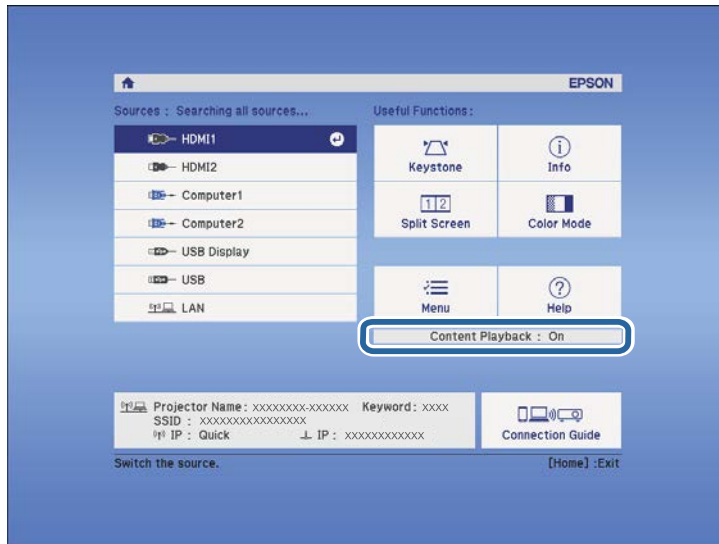 EPSON
Sources : Searching all sources...
Useful Functions :
HDMI1
HDMI2
Computer1
Computer2
USB Display
USB
LAN
Keystone
Info
1 2
Split Screen
Color Mode
Menu
? 
Help
Content Playback : On
Projector Name : xxxxxxxx-xxxxxx Keyword : xxxx
SSID : xxxxxxxxxxxxxxxx
IP : Quick
IP : xxxxxxxxxxxx
Connection Guide
Switch the source.
[Home] :Exit